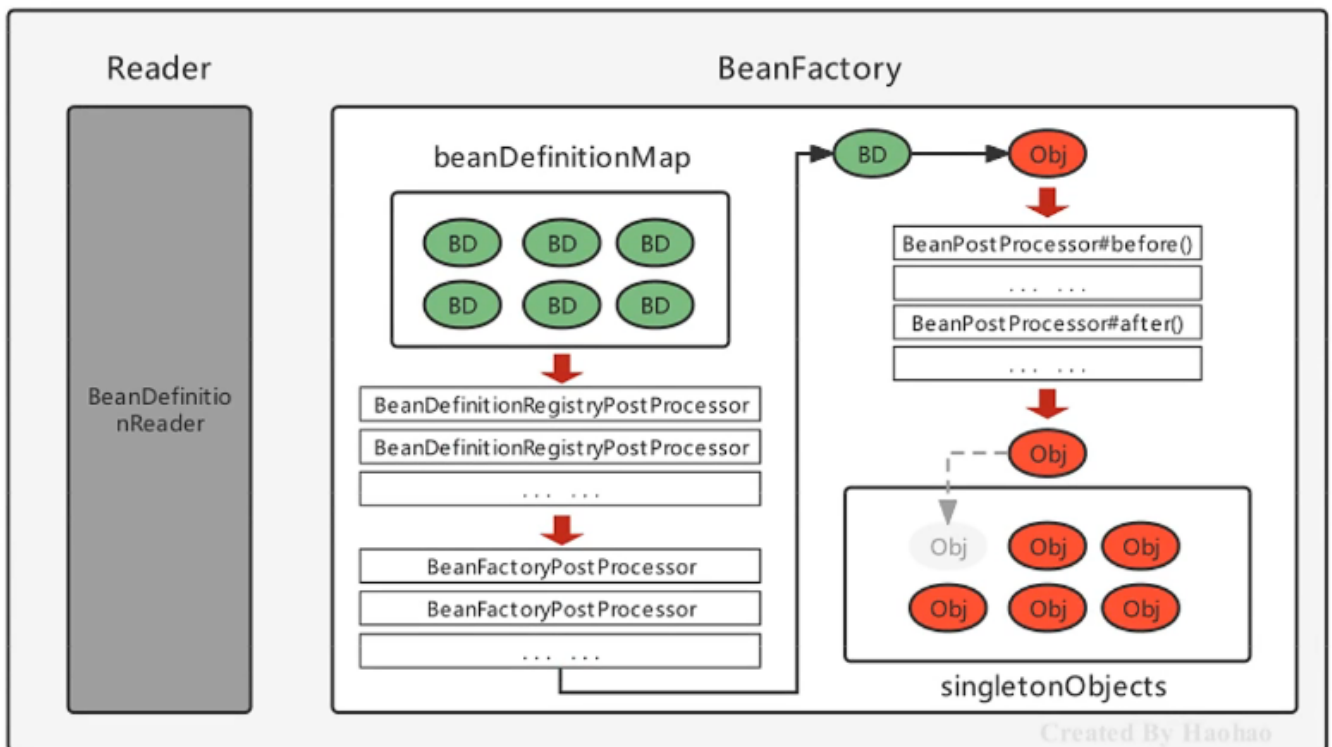 Reader
BeanFactory
BeanDefinitio
nReader
beanDefinitionMap
BD
BD
BD
BD
BD
BD
BeanDefinitionRegistryPostProcessor
BeanDefinitionRegistryPostProcessor
... ...
BeanFactoryPostProcessor
BeanFactoryPostProcessor
... ...
BD
Obj
BeanPostProcessor#before()
... ...
BeanPostProcessor#after()
... ...
Obj
Obj
Obj
Obj
Obj
Obj
Obj
singletonObjects
Created By Haohao